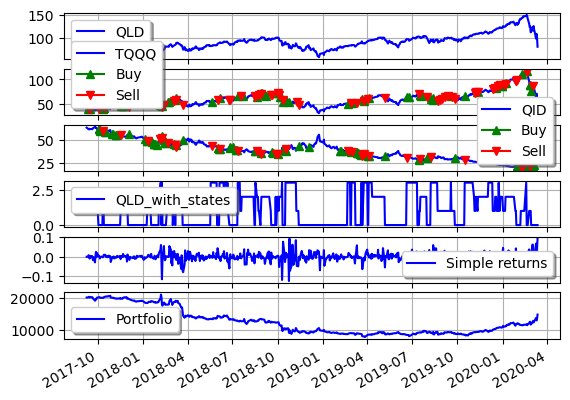 150
100
QLD
TQQQ
Buy
Sell
100
50
QID
Buy
Sell
50
25
2.5
0.0
QLD_with_states
0.1
0.0
−0.1
Simple returns
20000
10000
Portfolio
2017-10
2018-01
2018-04
2018-07
2018-10
2019-01
2019-04
2019-07
2019-10
2020-01
2020-04